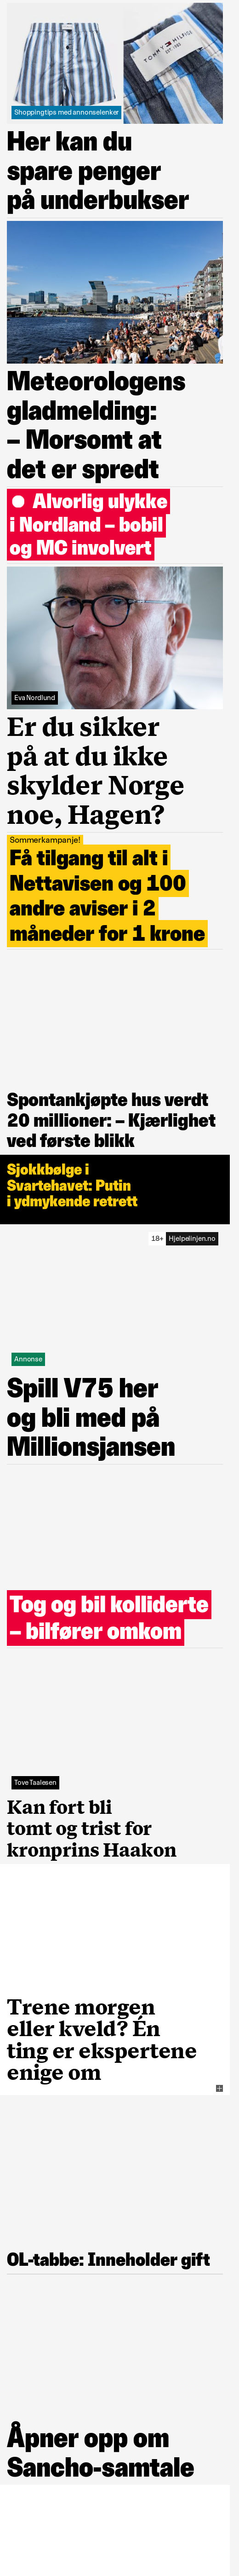 TOMMY HILFIGER
EST. 1985
Shoppingtips med annonselenker
Her kan du
spare penger
på underbukser
Meteorologens
gladmelding:
– Morsomt at
det er spredt
Alvorlig ulykke
i Nordland – bobil
og MC involvert
Eva Nordlund
Er du sikker
på at du ikke
skylder Norge
noe, Hagen?
Sommerkampanje!
Få tilgang til alt i
Nettavisen og 100
andre aviser i 2
måneder for 1 krone
Spontankjøpte hus verdt
20 millioner: – Kjærlighet
ved første blikk
Sjokkbølge i
Svartehavet: Putin
i ydmykende retrett
18+ Hjelpelinjen.no
Annonse
Spill V75 her
og bli med på
Millionsjansen
Tog og bil kolliderte
– bilfører omkom
Tove Taalesen
Kan fort bli
tomt og trist for
kronprins Haakon
Trene morgen
eller kveld? Én
ting er ekspertene
enige om
OL-tabbe: Inneholder gift
Åpner opp om
Sancho-samtale